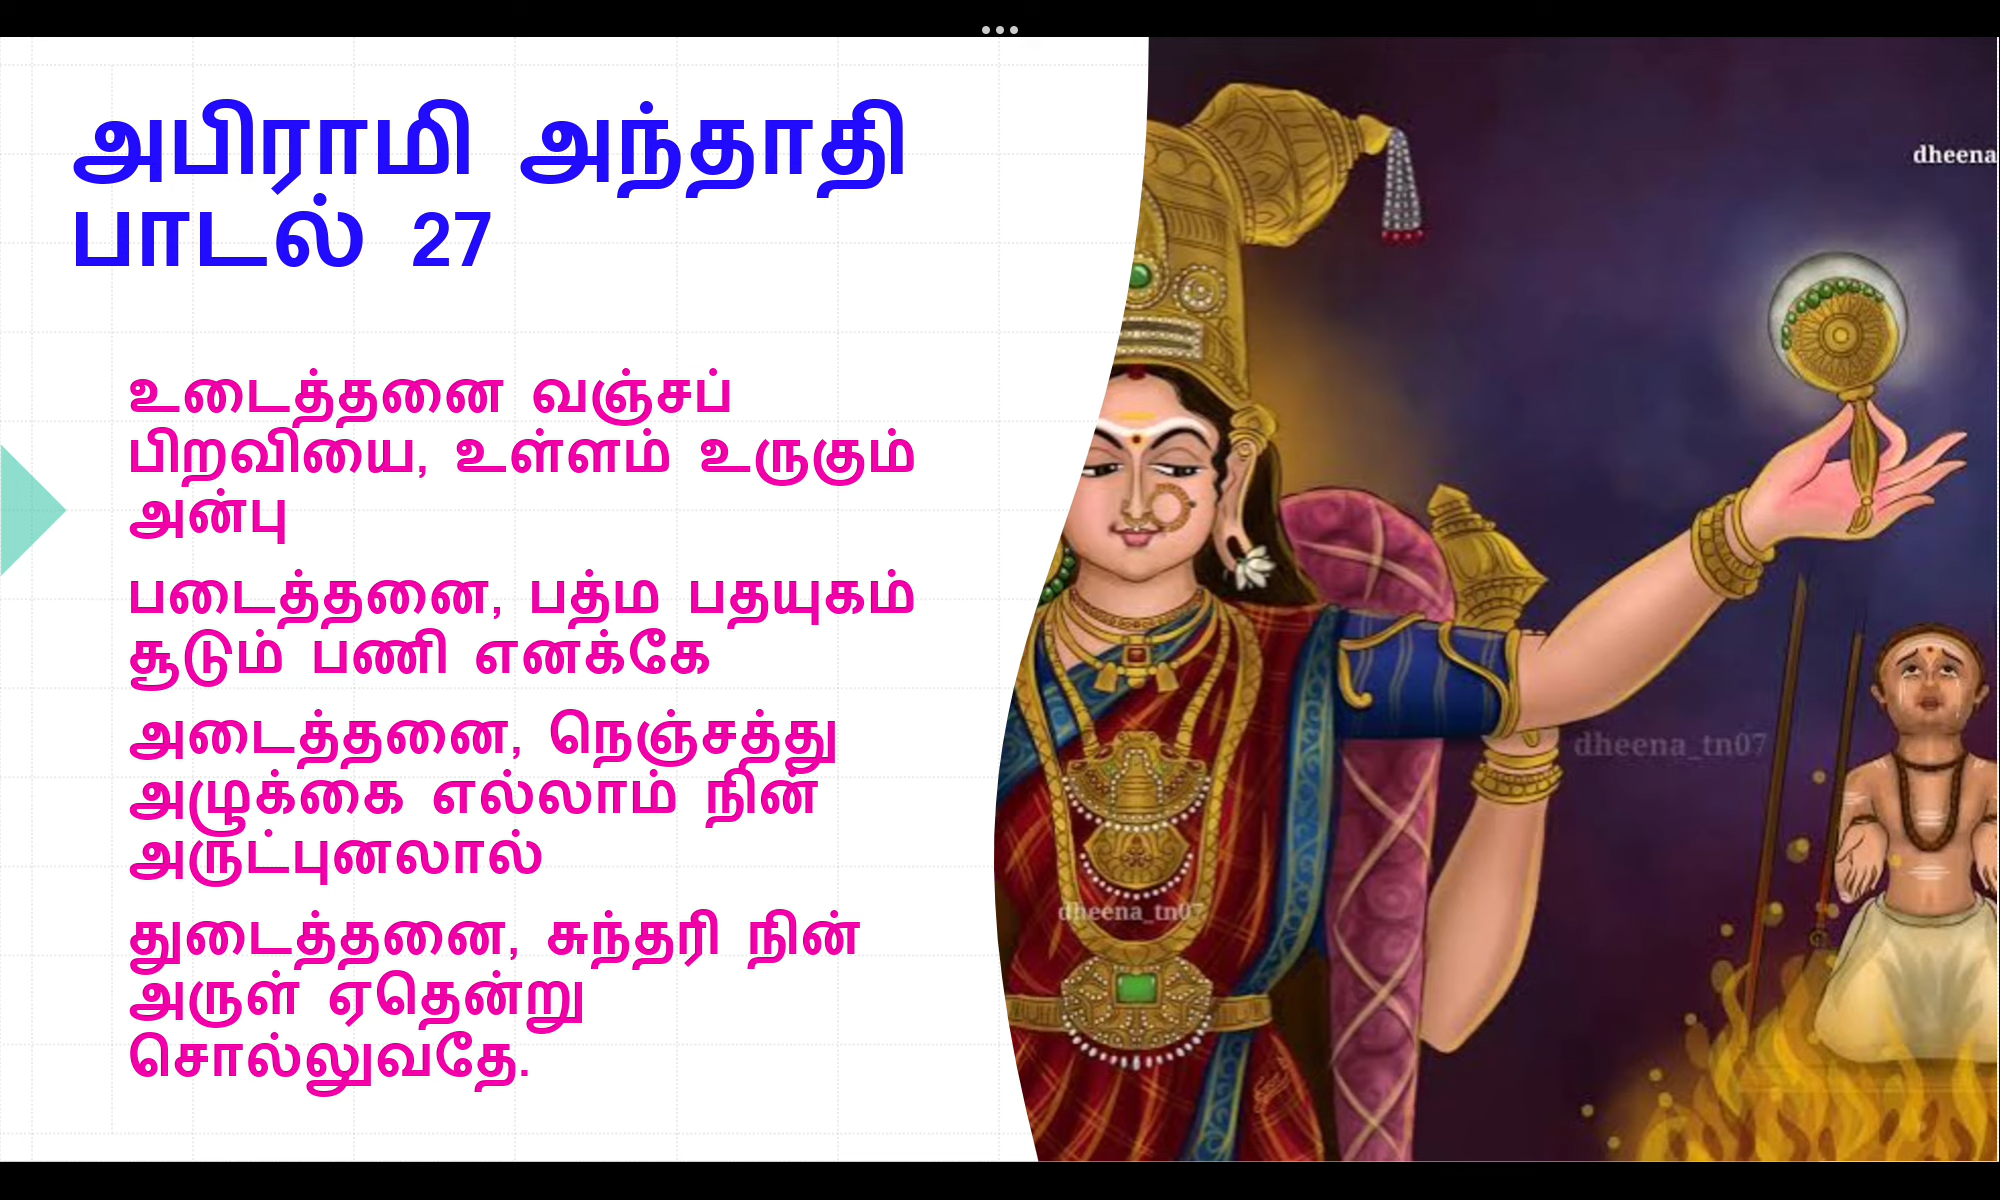 அபிராமி அந்தாதி
பாடல் 27
உடைத்தனை வஞ்சப்
பிறவியை, உள்ளம் உருகும்
அன்பு
படைத்தனை, பத்ம பதயுகம்
சூடும் பணி எனக்கே
அடைத்தனை, நெஞ்சத்து
அழுக்கை எல்லாம் நின்
அருட்புனலால்
துடைத்தனை, சுந்தரி நின்
அருள் ஏதென்று
சொல்லுவதே.
dheena
dheena_tn07
dheena_tn07